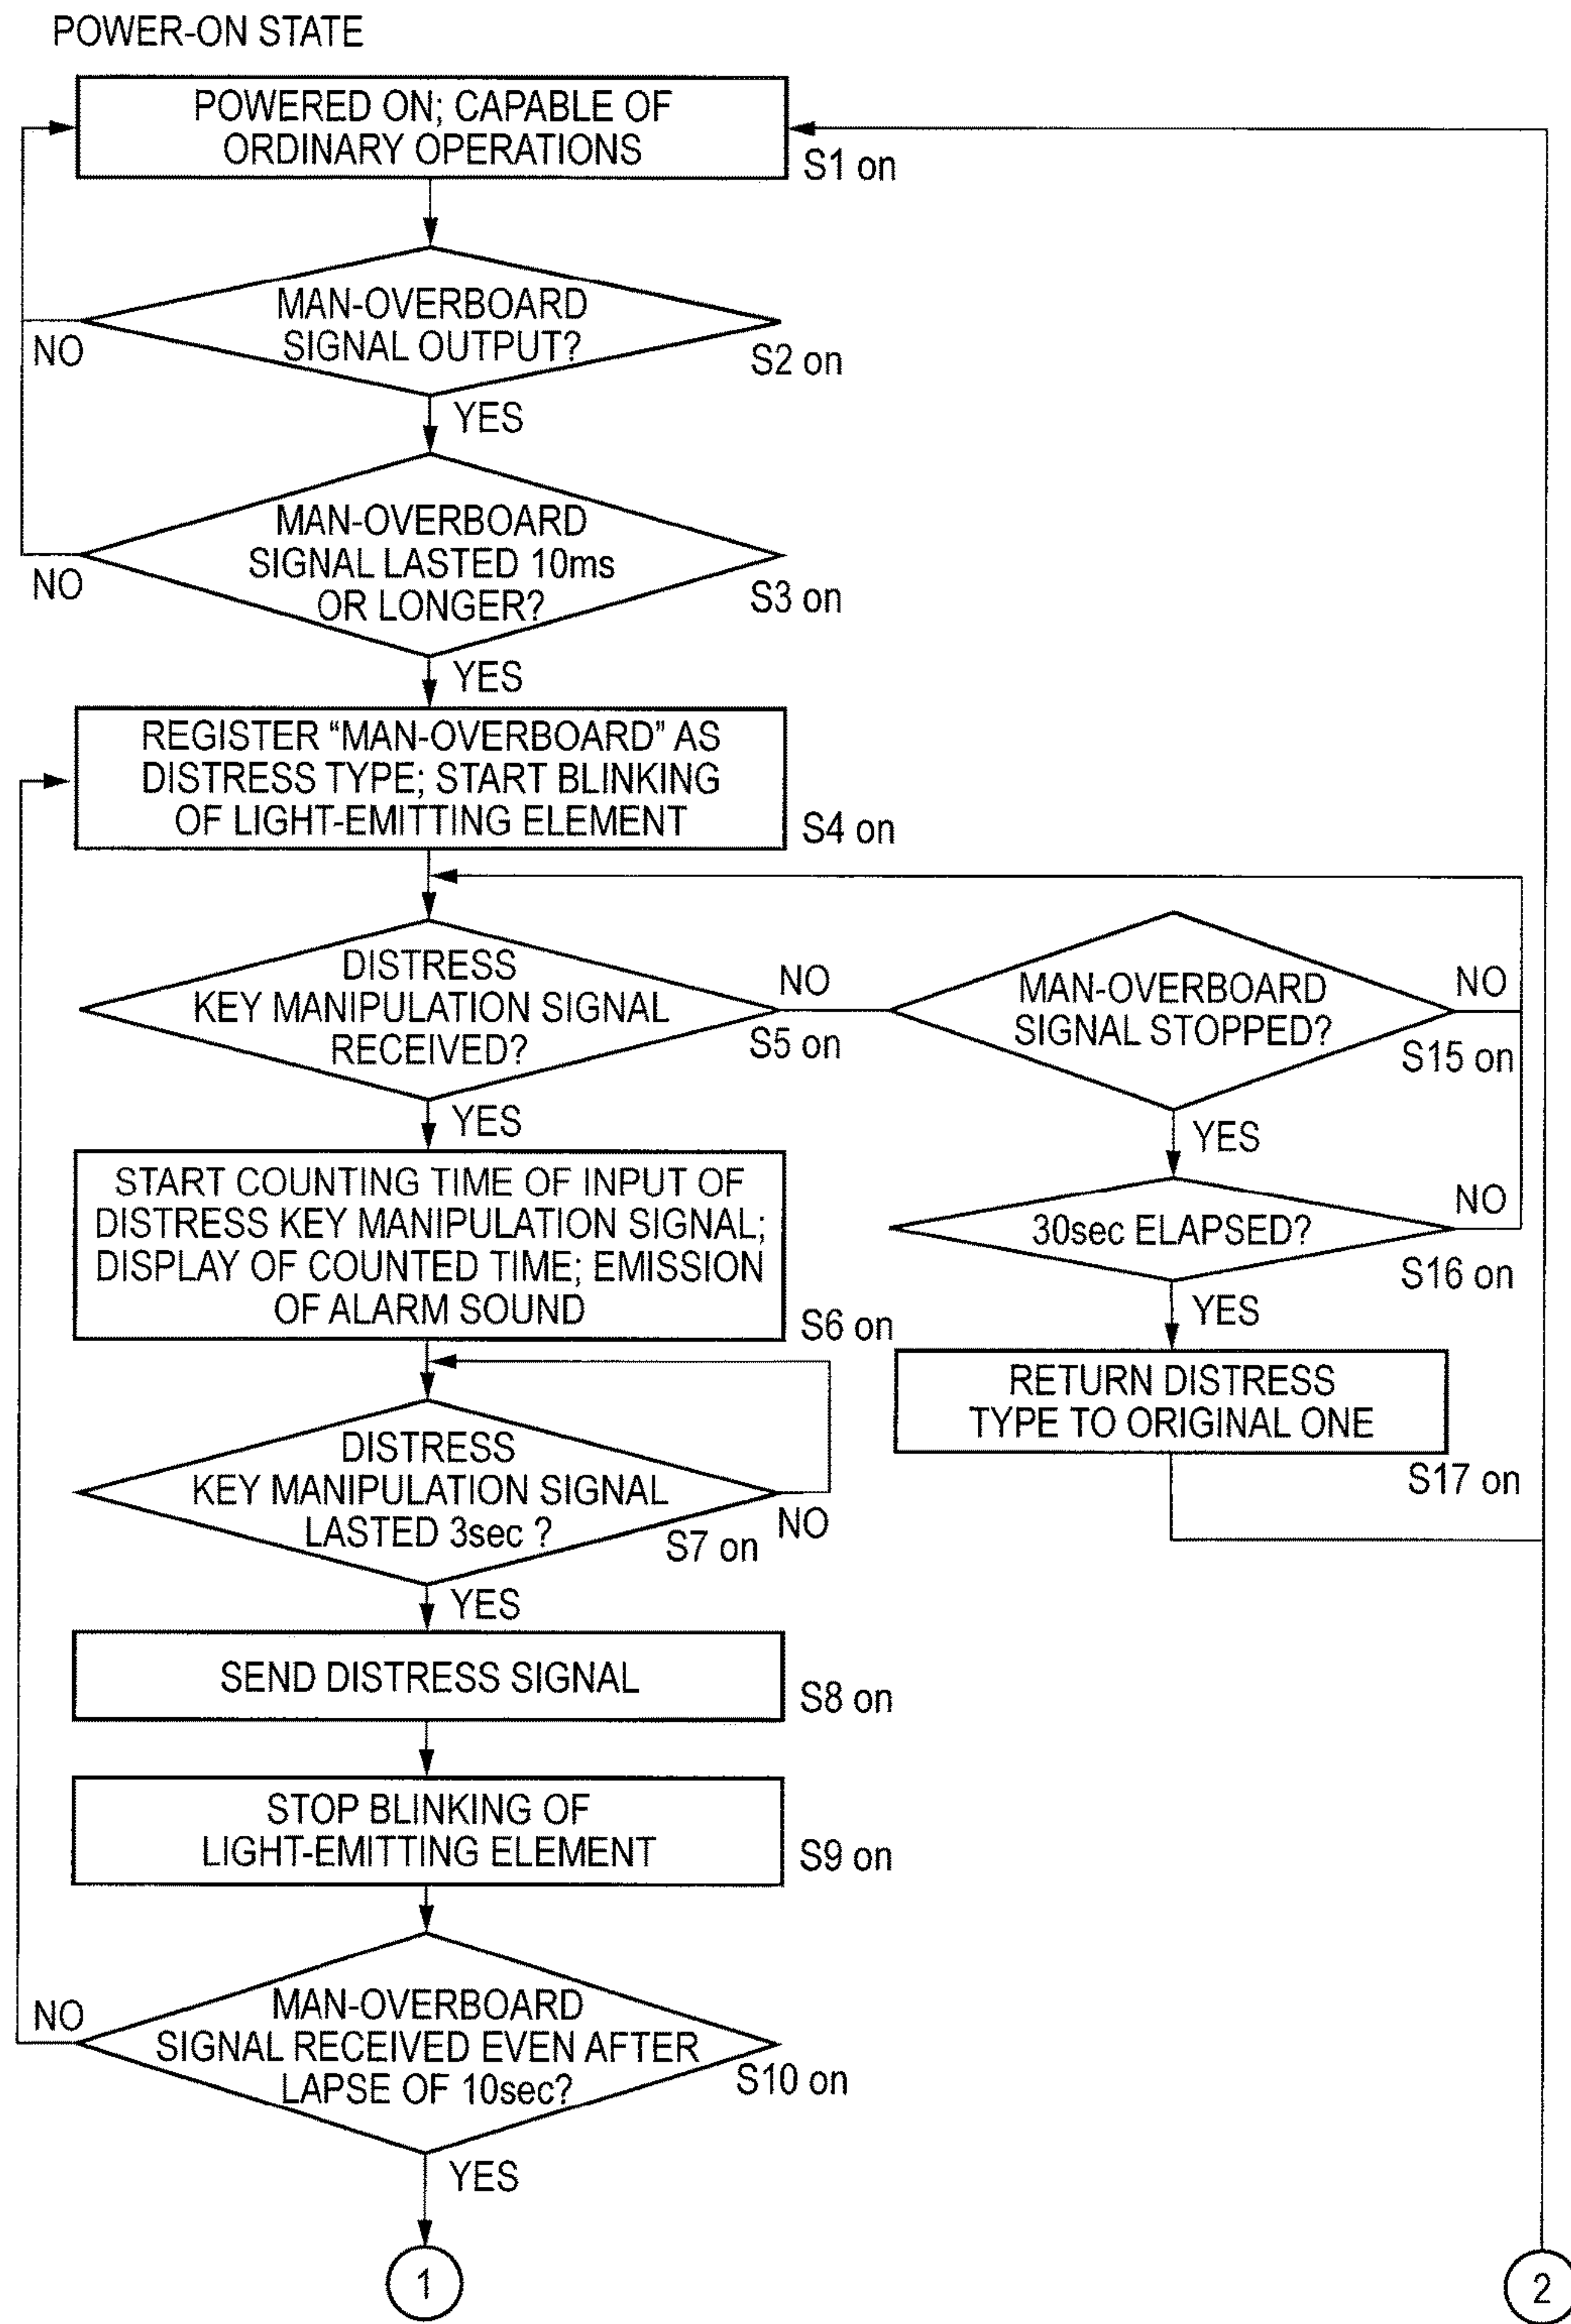 POWER-ON STATE
POWERED ON; CAPABLE OF
ORDINARY OPERATIONS
S1 on
MAN-OVERBOARD
SIGNAL OUTPUT?
NO
S2 on
YES
MAN-OVERBOARD
SIGNAL LASTED 10ms
OR LONGER?
NO
S3 on
YES
REGISTER “MAN-OVERBOARD” AS
DISTRESS TYPE; START BLINKING
OF LIGHT-EMITTING ELEMENT
S4 on
DISTRESS
KEY MANIPULATION SIGNAL
RECEIVED?
NO
S5 on
MAN-OVERBOARD
SIGNAL STOPPED?
NO
S15 on
YES
YES
START COUNTING TIME OF INPUT OF
DISTRESS KEY MANIPULATION SIGNAL;
DISPLAY OF COUNTED TIME; EMISSION
OF ALARM SOUND
S6 on
30sec ELAPSED?
NO
S16 on
YES
RETURN DISTRESS
TYPE TO ORIGINAL ONE
S17 on
DISTRESS
KEY MANIPULATION SIGNAL
LASTED 3sec ?
S7 on
NO
YES
SEND DISTRESS SIGNAL
S8 on
STOP BLINKING OF
LIGHT-EMITTING ELEMENT
S9 on
MAN-OVERBOARD
SIGNAL RECEIVED EVEN AFTER
LAPSE OF 10sec?
NO
S10 on
YES
1
2